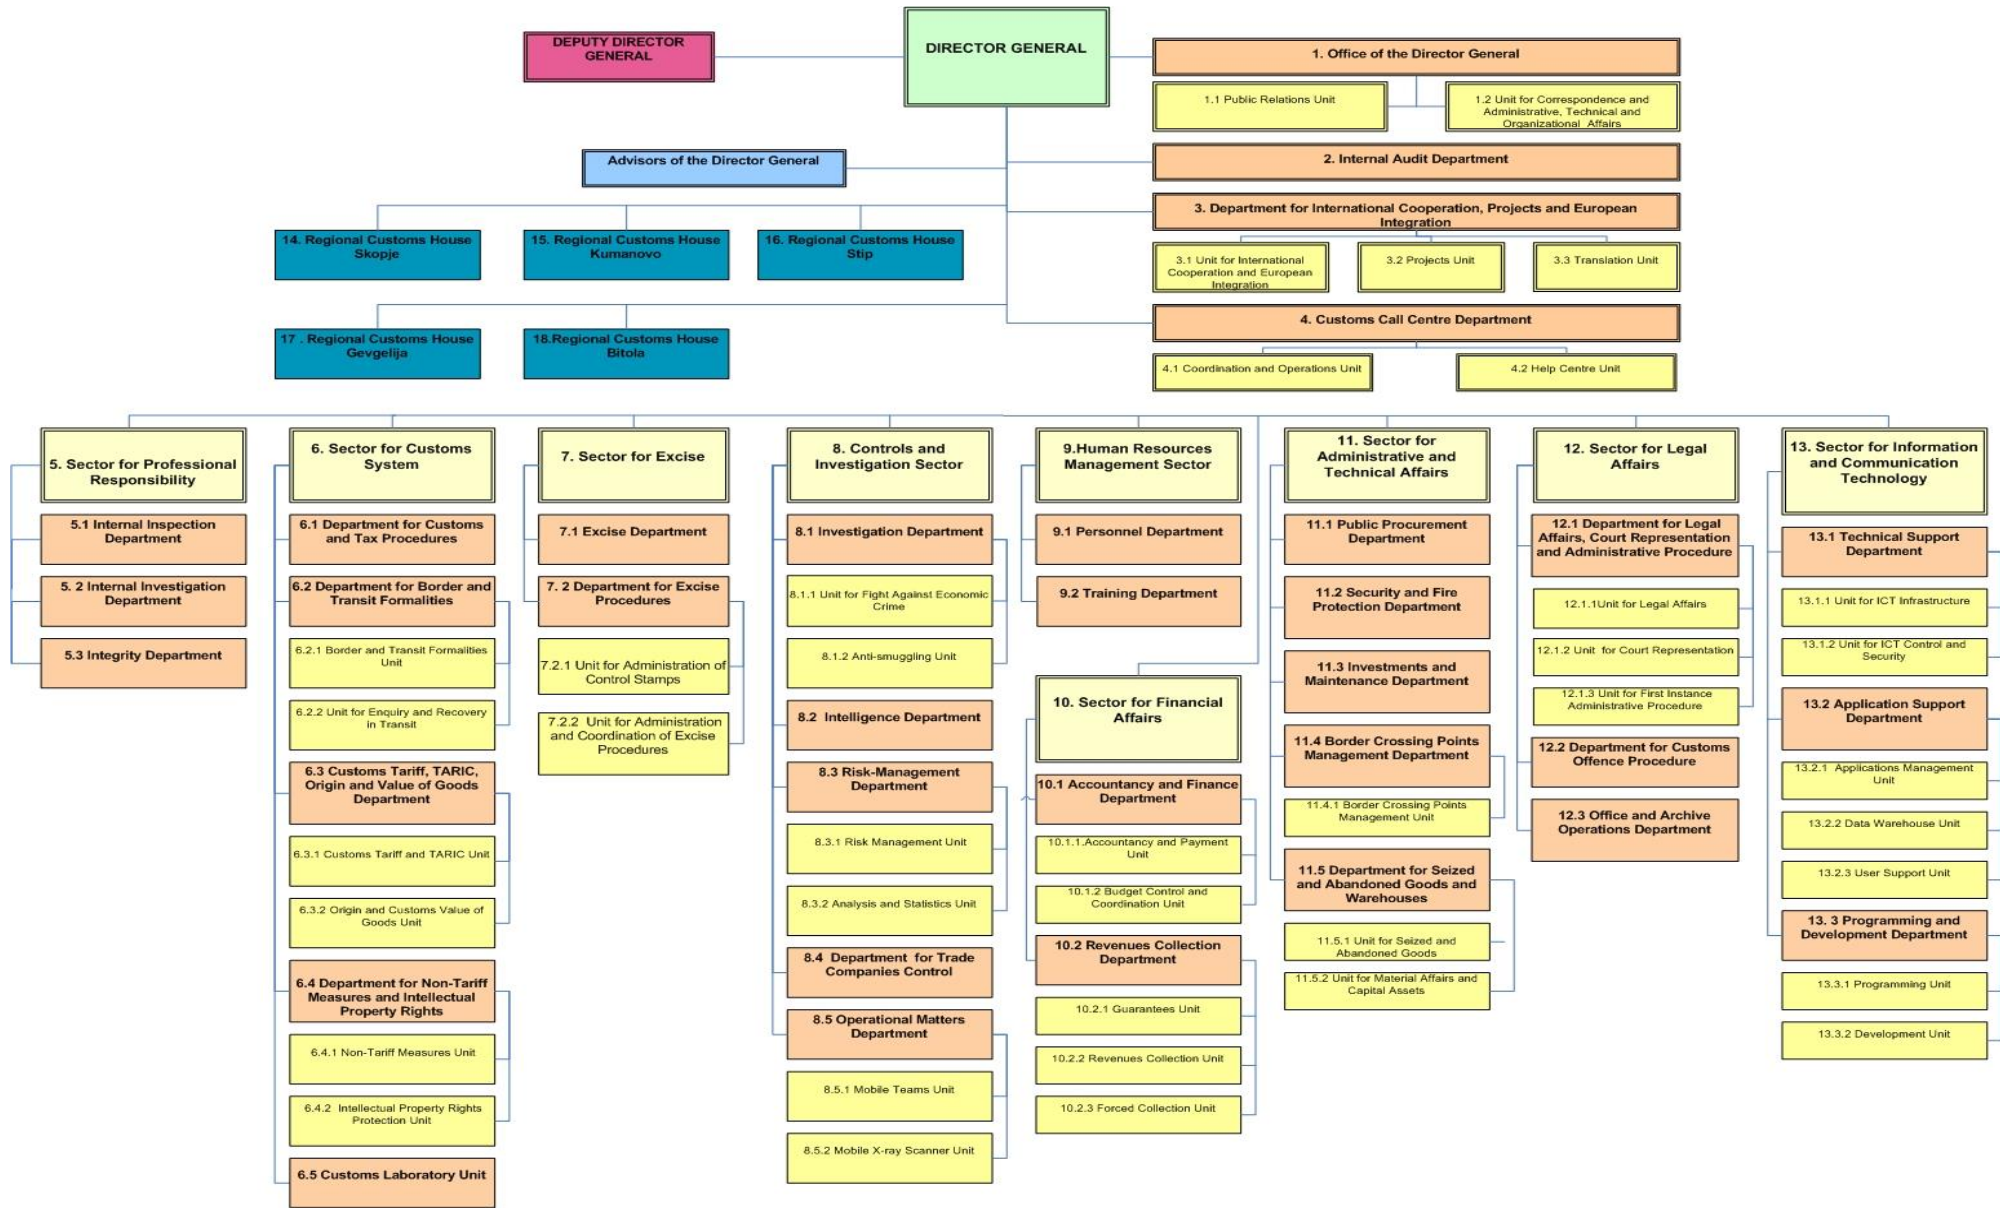 DEPUTY DIRECTOR
GENERAL
DIRECTOR GENERAL
1. Office of the Director General
1.1 Public Relations Unit
1.2 Unit for Correspondence and
Administrative, Technical and
Organizational Affairs
Advisors of the Director General
2. Internal Audit Department
3. Department for International Cooperation, Projects and European
Integration
3.1 Unit for International
Cooperation and European
Integration
3.2 Projects Unit
3.3 Translation Unit
14. Regional Customs House
Skopje
15. Regional Customs House
Kumanovo
16. Regional Customs House
Stip
4. Customs Call Centre Department
4.1 Coordination and Operations Unit
4.2 Help Centre Unit
17 . Regional Customs House
Gevgelija
18.Regional Customs House
Bitola
5. Sector for Professional
Responsibility
5.1 Internal Inspection
Department
5. 2 Internal Investigation
Department
5.3 Integrity Department
6. Sector for Customs
System
6.1 Department for Customs
and Tax Procedures
6.2 Department for Border and
Transit Formalities
6.2.1 Border and Transit Formalities
Unit
6.2.2 Unit for Enquiry and Recovery
in Transit
6.3 Customs Tariff, TARIC,
Origin and Value of Goods
Department
6.3.1 Customs Tariff and TARIC Unit
6.3.2 Origin and Customs Value of
Goods Unit
6.4 Department for Non-Tariff
Measures and Intellectual
Property Rights
6.4.1 Non-Tariff Measures Unit
6.4.2 Intellectual Property Rights
Protection Unit
6.5 Customs Laboratory Unit
7. Sector for Excise
7.1 Excise Department
7. 2 Department for Excise
Procedures
7.2.1 Unit for Administration of
Control Stamps
7.2.2 Unit for Administration
and Coordination of Excise
Procedures
8. Controls and
Investigation Sector
8.1 Investigation Department
8.1.1 Unit for Fight Against Economic
Crime
8.1.2 Anti-smuggling Unit
8.2 Intelligence Department
8.3 Risk-Management
Department
8.3.1 Risk Management Unit
8.3.2 Analysis and Statistics Unit
8.4 Department for Trade
Companies Control
8.5 Operational Matters
Department
8.5.1 Mobile Teams Unit
8.5.2 Mobile X-ray Scanner Unit
9.Human Resources
Management Sector
9.1 Personnel Department
9.2 Training Department
10. Sector for Financial
Affairs
10.1 Accountancy and Finance
Department
10.1.1.Accountancy and Payment
Unit
10.1.2 Budget Control and
Coordination Unit
10.2 Revenues Collection
Department
10.2.1 Guarantees Unit
10.2.2 Revenues Collection Unit
10.2.3 Forced Collection Unit
11. Sector for
Administrative and
Technical Affairs
11.1 Public Procurement
Department
11.2 Security and Fire
Protection Department
11.3 Investments and
Maintenance Department
11.4 Border Crossing Points
Management Department
11.4.1 Border Crossing Points
Management Unit
11.5 Department for Seized
and Abandoned Goods and
Warehouses
11.5.1 Unit for Seized and
Abandoned Goods
11.5.2 Unit for Material Affairs and
Capital Assets
12. Sector for Legal
Affairs
12.1 Department for Legal
Affairs, Court Representation
and Administrative Procedure
12.1.1Unit for Legal Affairs
12.1.2 Unit for Court Representation
12.1.3 Unit for First Instance
Administrative Procedure
12.2 Department for Customs
Offence Procedure
12.3 Office and Archive
Operations Department
13. Sector for Information
and Communication
Technology
13.1 Technical Support
Department
13.1.1 Unit for ICT Infrastructure
13.1.2 Unit for ICT Control and
Security
13.2 Application Support
Department
13.2.1 Applications Management
Unit
13.2.2 Data Warehouse Unit
13.2.3 User Support Unit
13. 3 Programming and
Development Department
13.3.1 Programming Unit
13.3.2 Development Unit